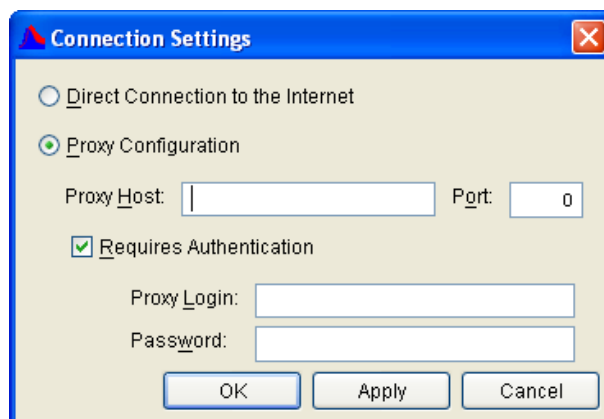 Connection Settings
Direct Connection to the Internet
Proxy Configuration
Proxy Host: Port: 0
Requires Authentication
Proxy Login:
Password:
OK Apply Cancel